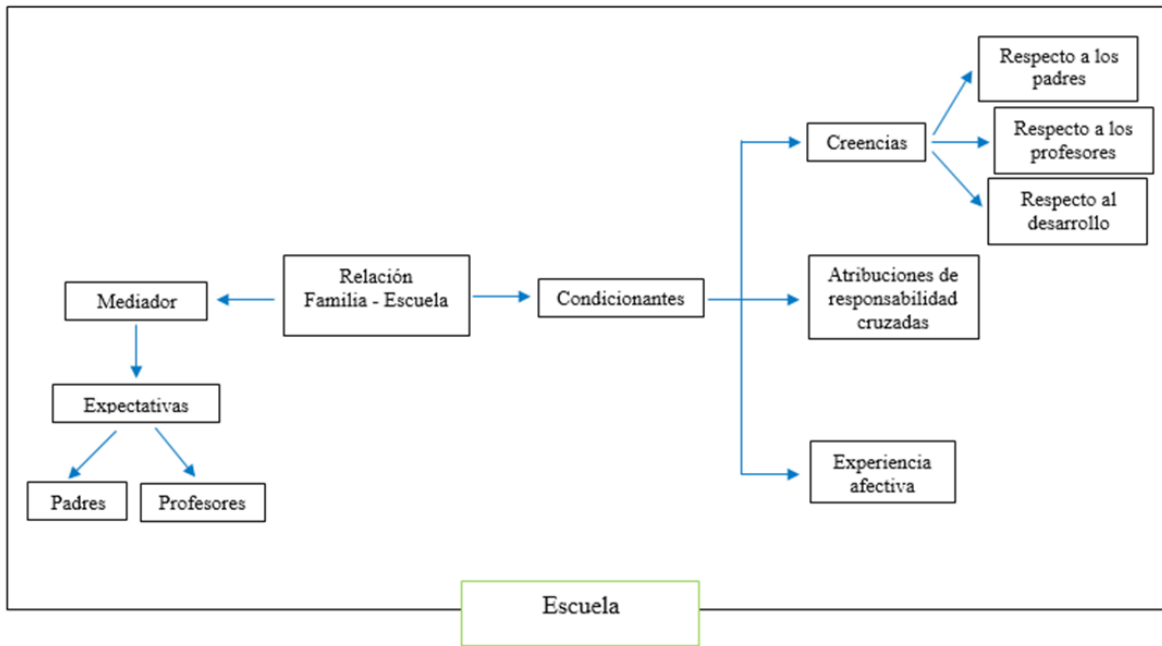 Respecto a los
padres
Creencias
Respecto a los
profesores
Respecto al
desarrollo
Relación
Familia - Escuela
Mediador
Condicionantes
Atribuciones de
responsabilidad
cruzadas
Expectativas
Padres
Profesores
Experiencia
afectiva
Escuela